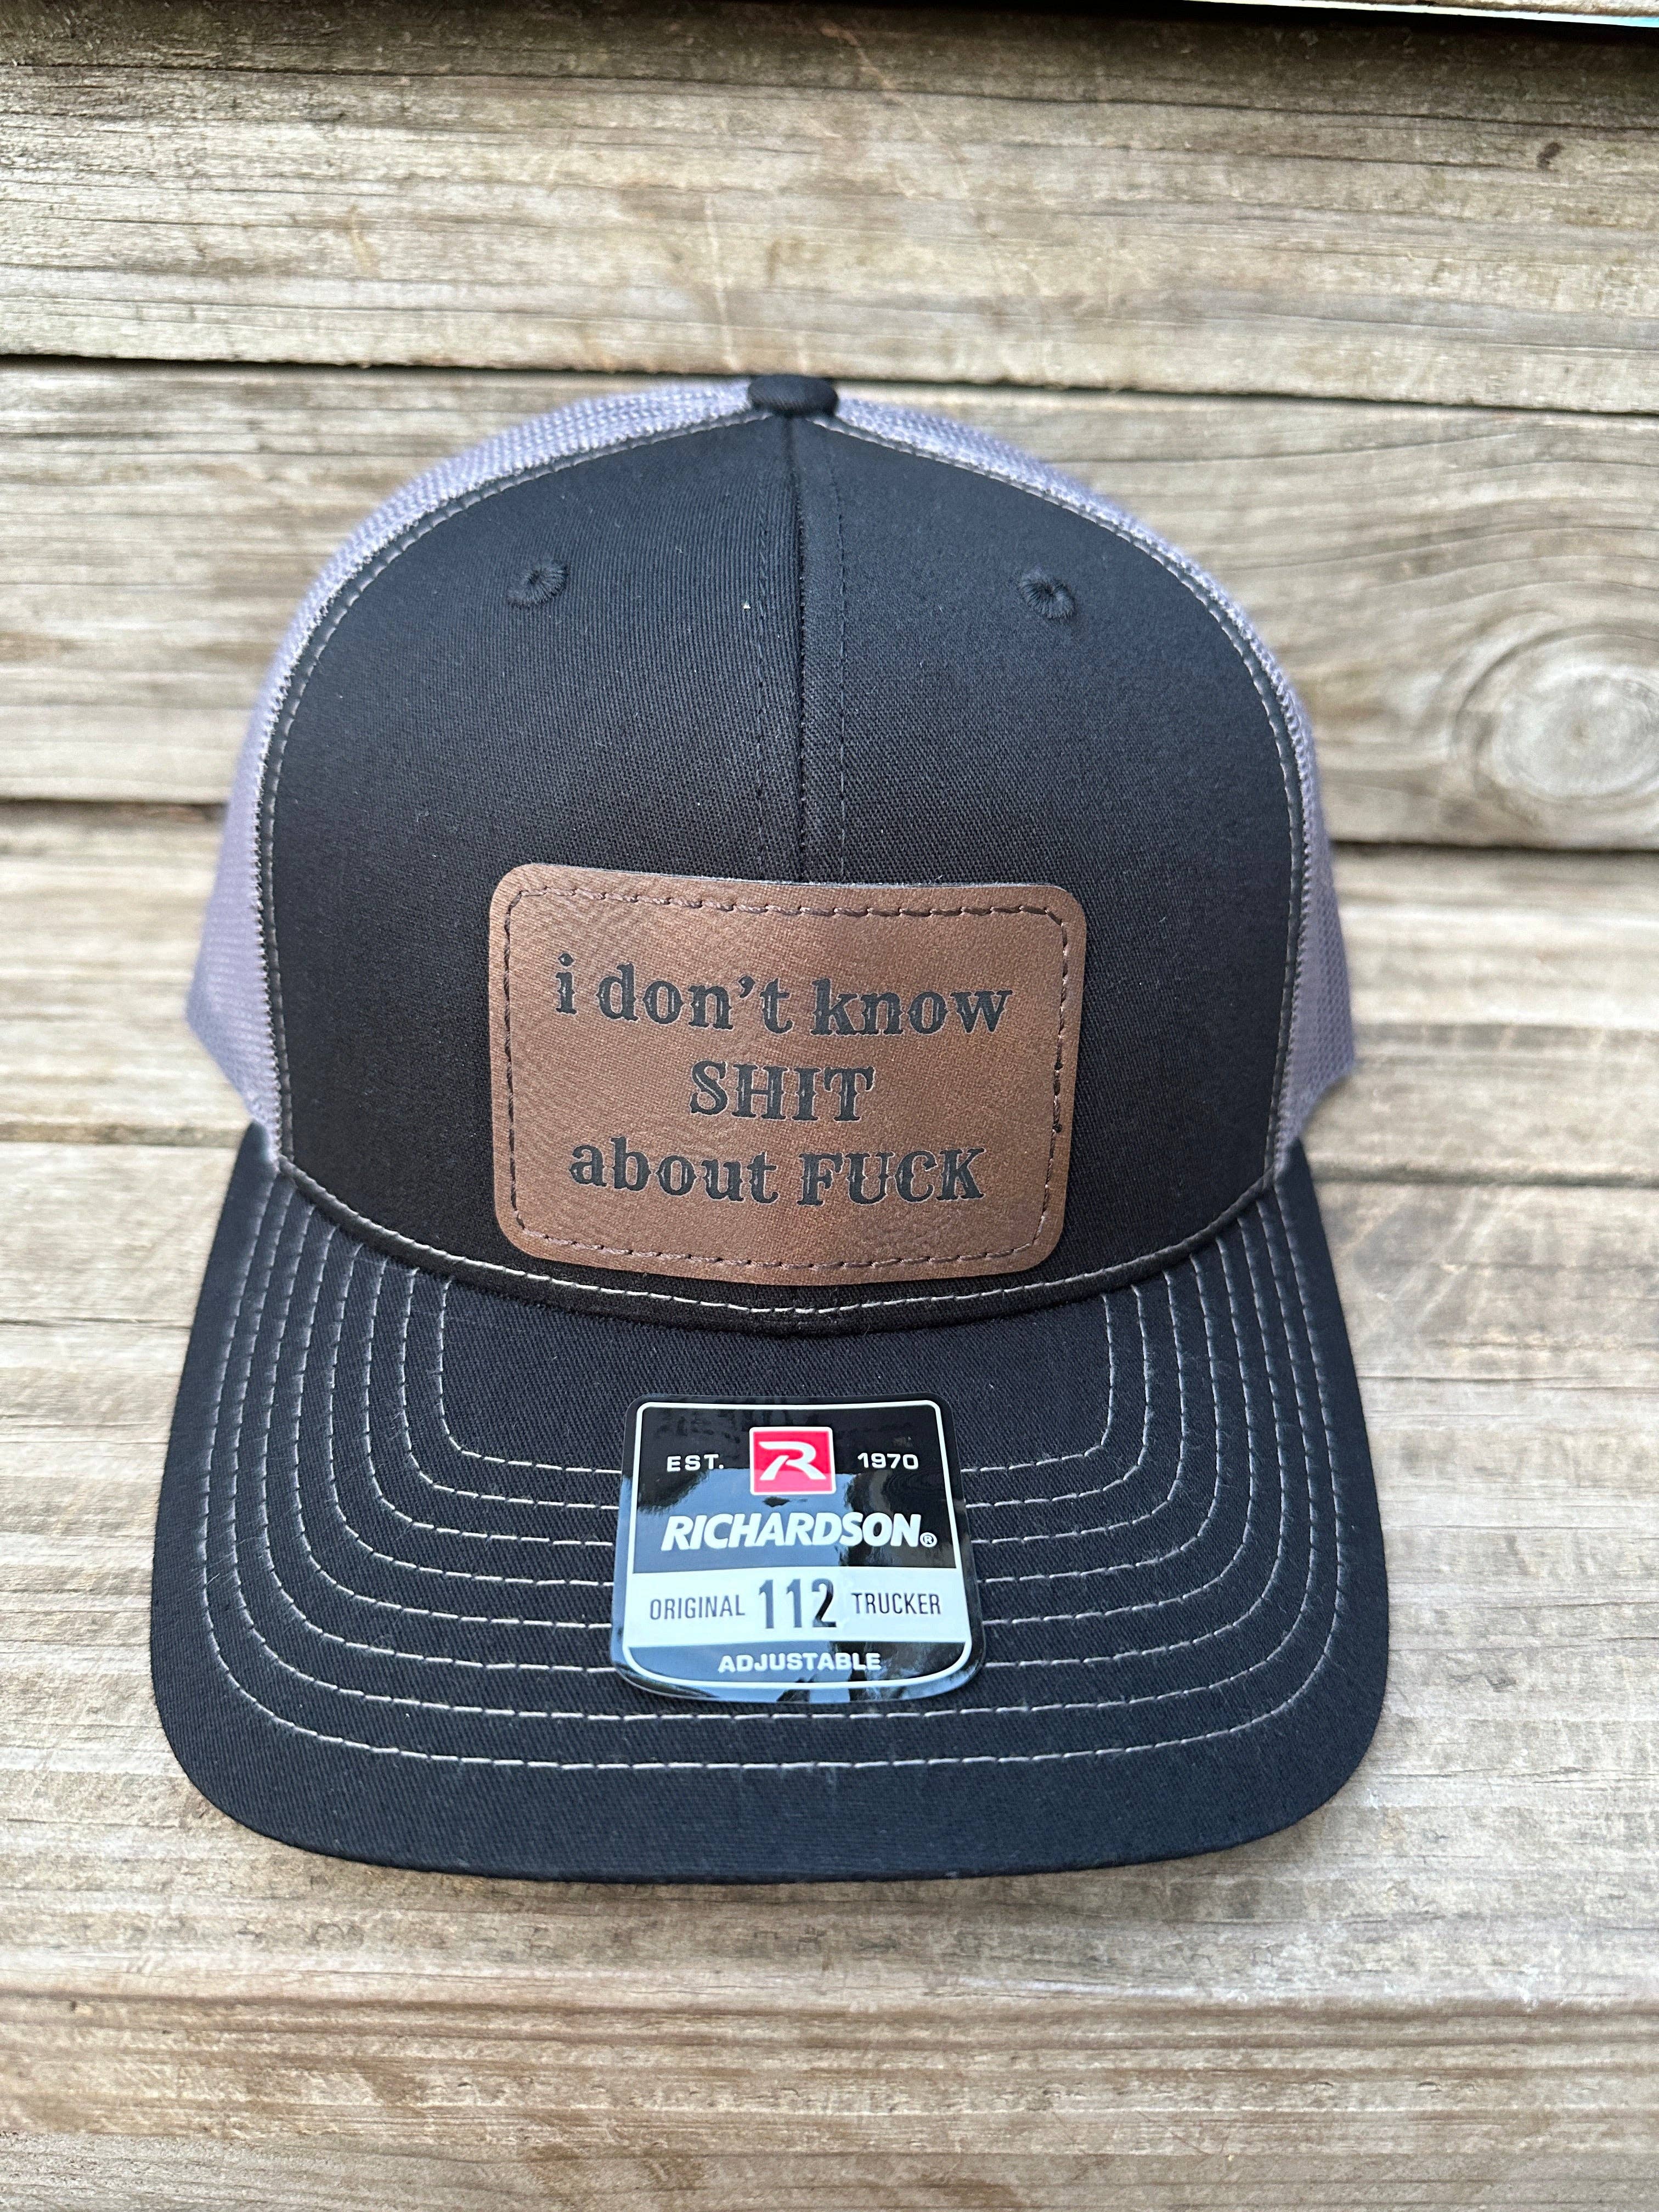 i don't know
SHIT
about FUCK
EST. R 1970
RICHARDSON®
ORIGINAL 112 TRUCKER
ADJUSTABLE